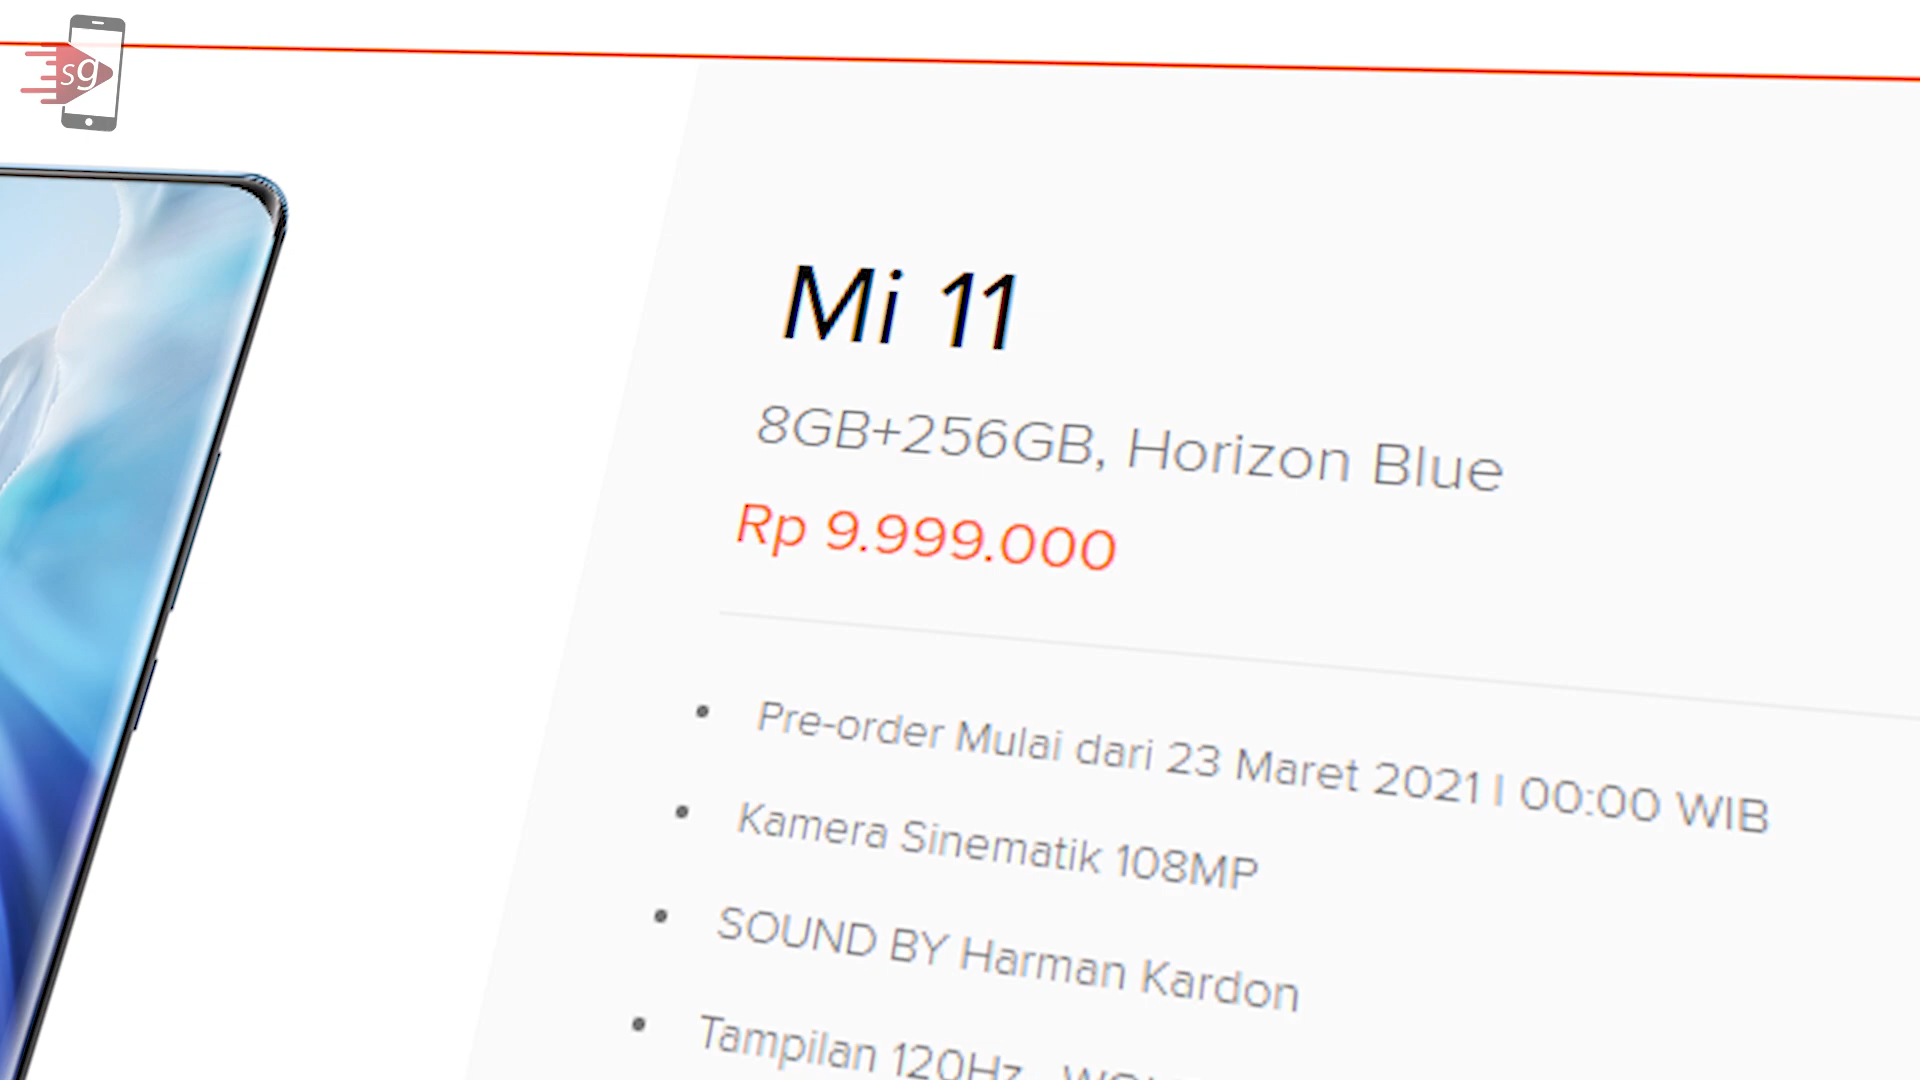 sg
Mi 11
8GB+256GB, Horizon Blue
Rp 9.999.000
Pre-order Mulai dari 23 Maret 2021 | 00:00 WIB
Kamera Sinematik 108MP
SOUND BY Harman Kardon
Tampilan 120Hz